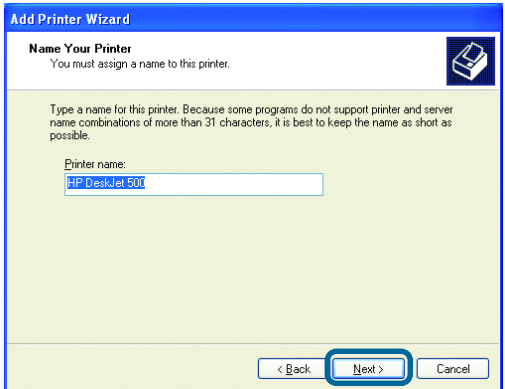 Add Printer Wizard
Name Your Printer
You must assign a name to this printer.
Type a name for this printer. Because some programs do not support printer and server
name combinations of more than 31 characters, it is best to keep the name as short as
possible.
Printer name:
HP DeskJet 500
< Back Next > Cancel